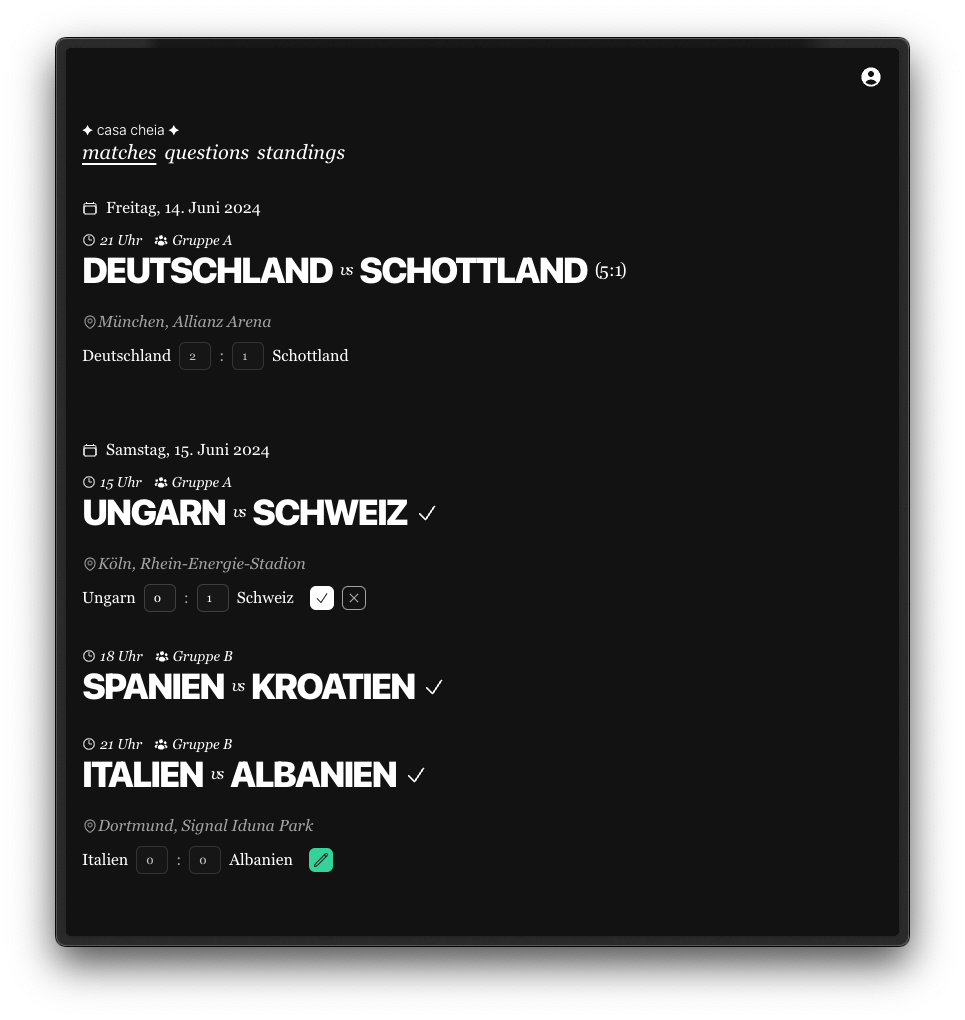 ✦ casa cheia ✦
matches questions standings
Freitag, 14. Juni 2024
21 Uhr Gruppe A
DEUTSCHLAND vs SCHOTTLAND (5:1)
München, Allianz Arena
Deutschland 2 : 1 Schottland
Samstag, 15. Juni 2024
15 Uhr Gruppe A
UNGARN vs SCHWEIZ ✓
Köln, Rhein-Energie-Stadion
Ungarn 0 : 1 Schweiz
18 Uhr Gruppe B
SPANIEN vs KROATIEN ✓
21 Uhr Gruppe B
ITALIEN vs ALBANIEN ✓
Dortmund, Signal Iduna Park
Italien 0 : 0 Albanien